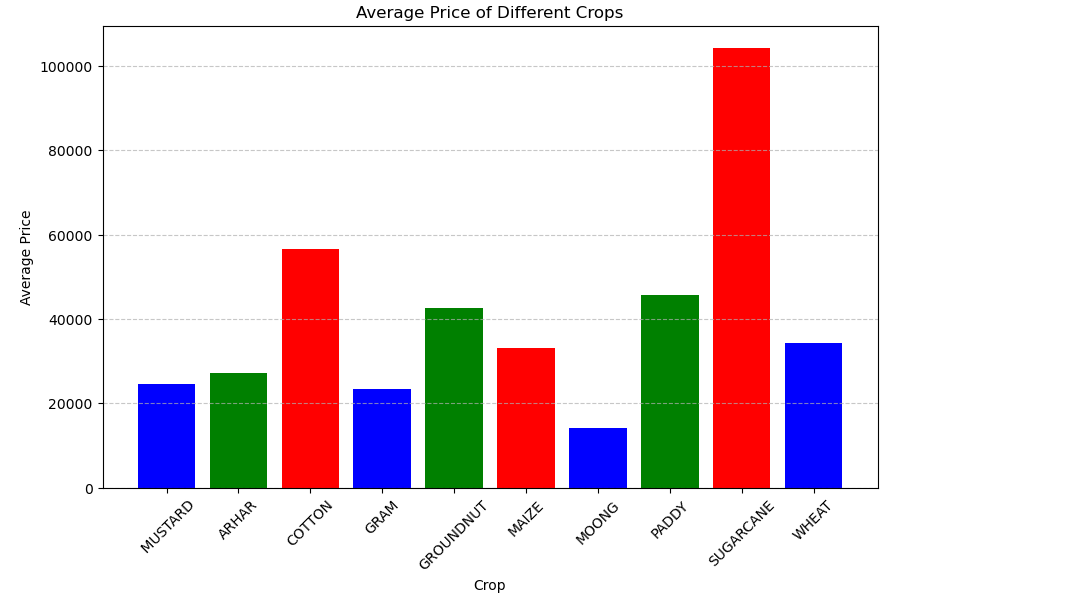 Average Price of Different Crops
Average Price
100000
80000
60000
40000
20000
0
MUSTARD
ARHAR
COTTON
GRAM
GROUNDNUT
MAIZE
MOONG
PADDY
SUGARCANE
WHEAT
Crop